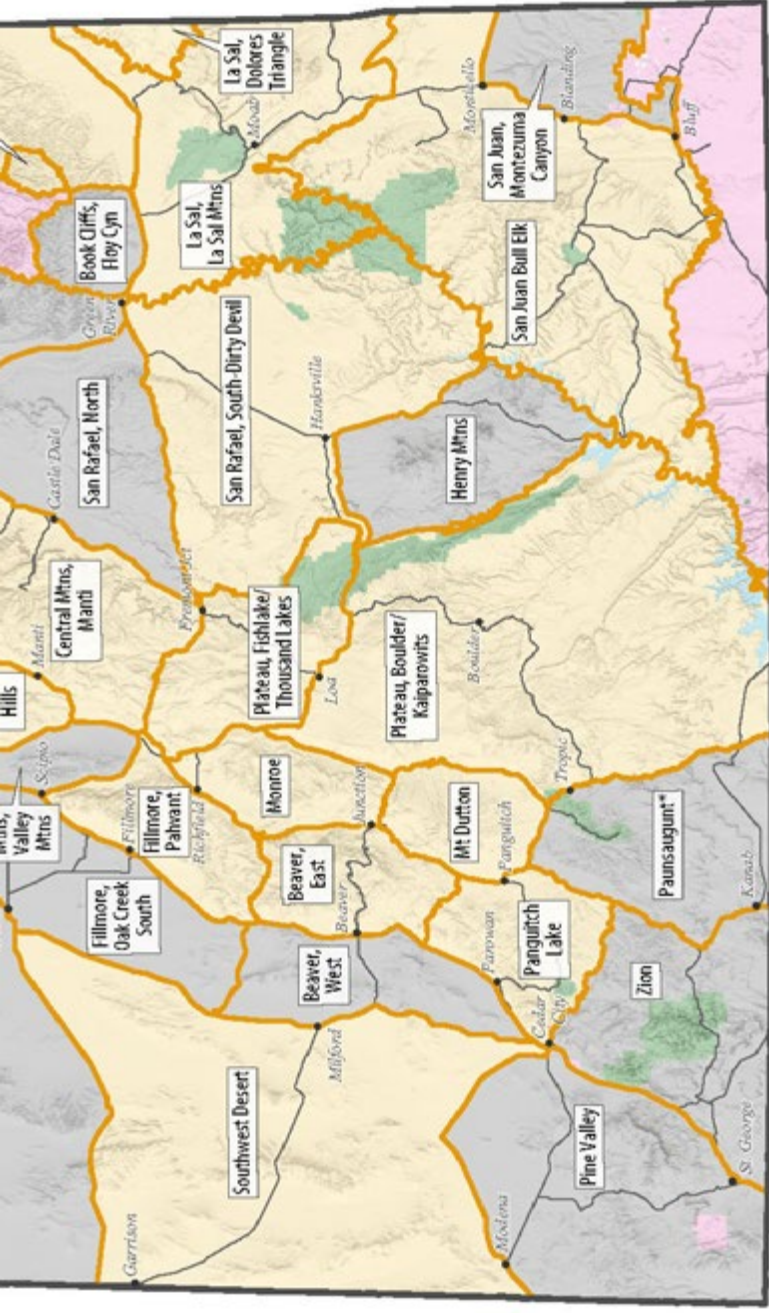 Garrison
Southwest Desert
Milford
Modena
Pine Valley
St. George
Fillmore,
Oak Creek
South
Valley
Mtns
Scipio
Fillmore
Fillmore,
Pahvant
Richfield
Hills
Manti
Central Mtns,
Manti
Castle Dale
San Rafael, North
Green
River
Book Cliffs,
Floy Cyn
Fremont Jct
Beaver,
West
Beaver
Beaver,
East
Monroe
Junction
Plateau, Fishlake/
Thousand Lakes
Loa
San Rafael, South-Dirty Devil
Hanksville
La Sal,
La Sal Mtns
Moab
La Sal,
Dolores
Triangle
Parowan
Cedar
City
Panguitch
Lake
Panguitch
Mt Dutton
Plateau, Boulder/
Kaiparowits
Boulder
Henry Mtns
San Juan Bull Elk
Monticello
San Juan,
Montezuma
Canyon
Blanding
Bluff
Zion
Tropic
Paunsaugunt*
Kanab